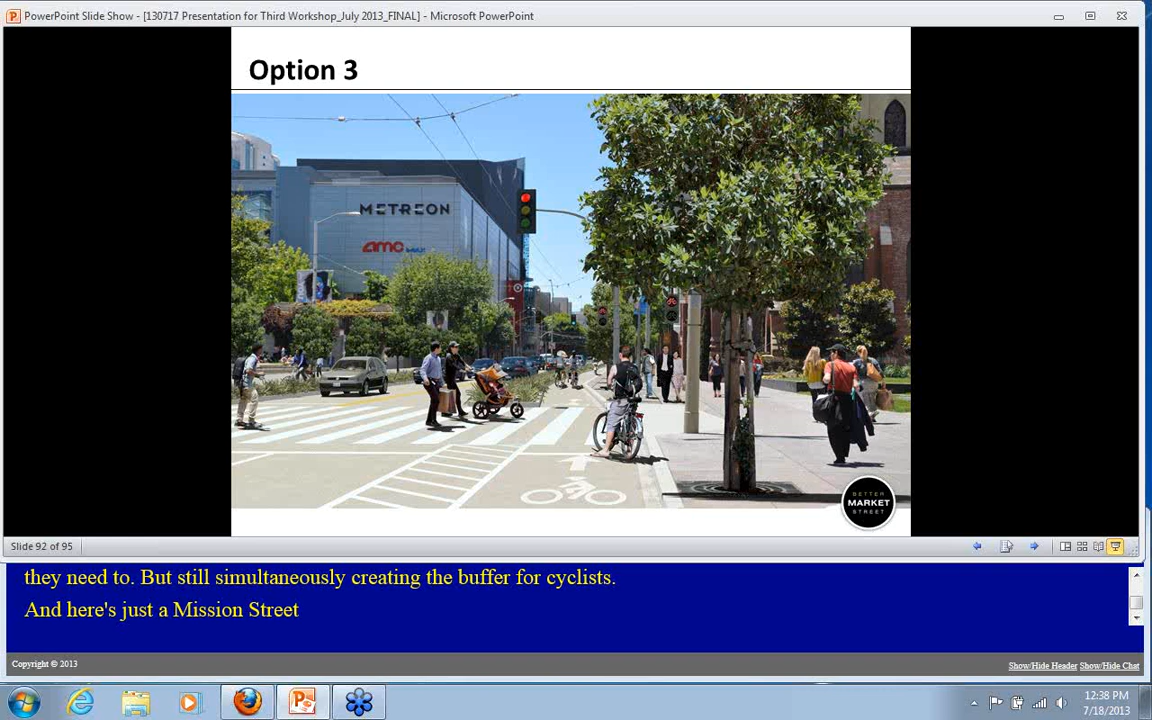 PowerPoint Slide Show - [130717 Presentation for Third Workshop_July 2013_FINAL] - Microsoft PowerPoint
Option 3
METREON
amc IMAX
BETTER
MARKET
STREET
Slide 92 of 95
they need to. But still simultaneously creating the buffer for cyclists.
And here's just a Mission Street
Copyright © 2013
Show/Hide Header Show/Hide Chat
12:38 PM
7/18/2013